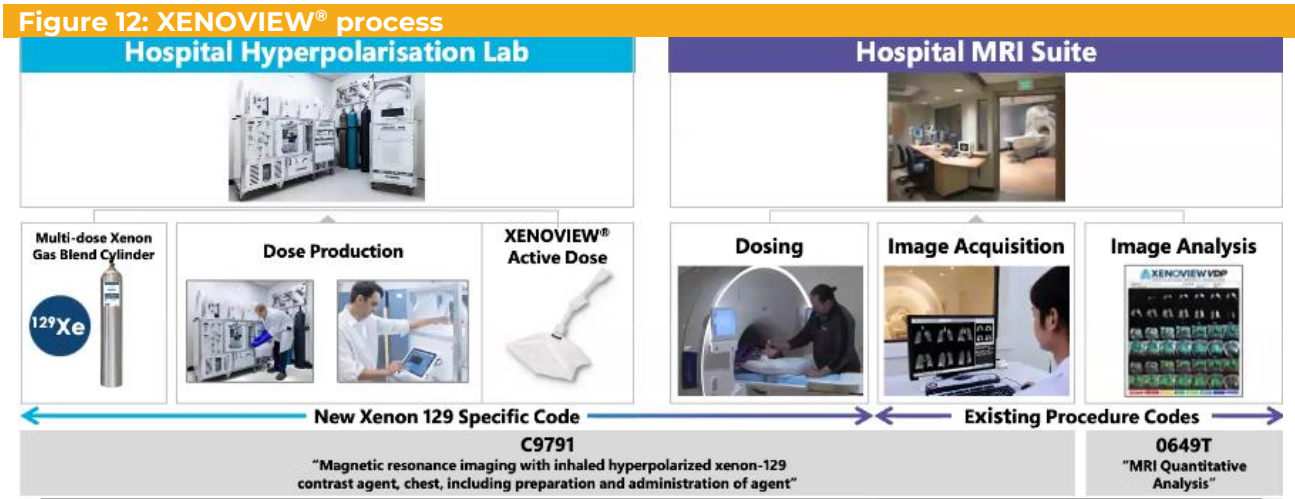 Figure 12: XENOVIEW® process
Hospital Hyperpolarisation Lab
Hospital MRI Suite
Multi-dose Xenon
Gas Blend Cylinder
129Xe
Dose Production
XENOVIEW®
Active Dose
Dosing
Image Acquisition
Image Analysis
XENOVIEW VDP
New Xenon 129 Specific Code
Existing Procedure Codes
C9791
“Magnetic resonance imaging with inhaled hyperpolarized xenon-129
contrast agent, chest, including preparation and administration of agent”
0649T
“MRI Quantitative
Analysis”